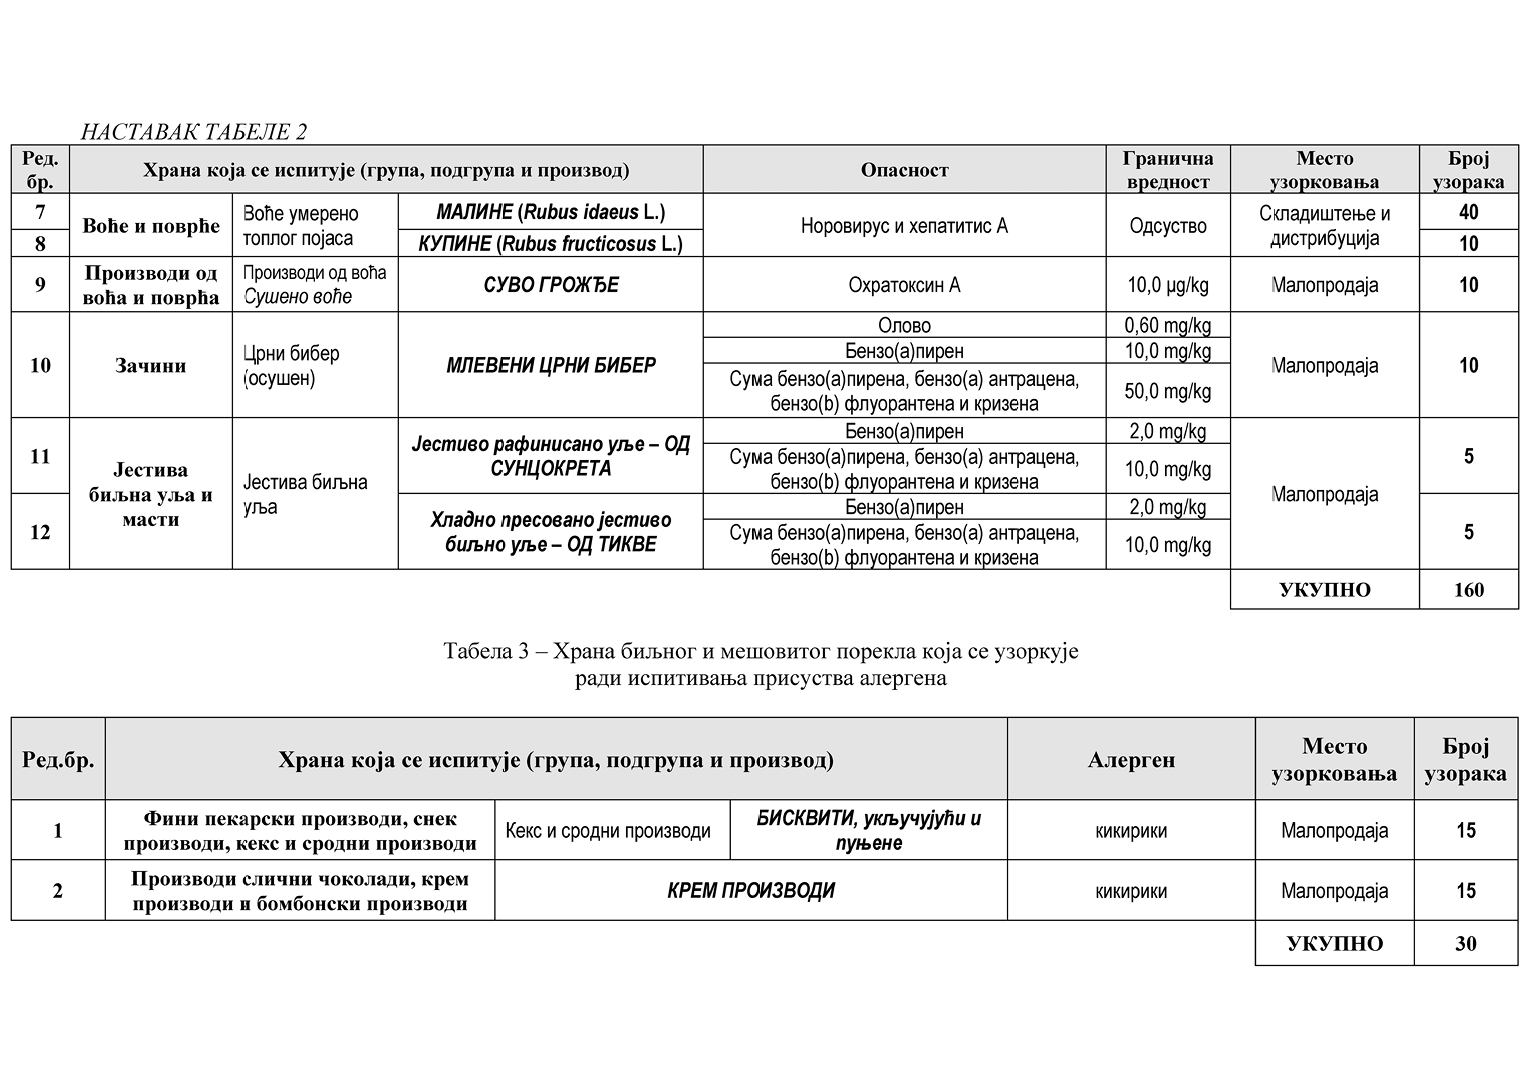 НАСТАВАК ТАБЕЛЕ 2
Ред. бр.
Храна која се испитује (група, подгрупа и производ)
Опасност
Гранична вредност
Место узорковања
Број узорака
7
Воће и поврће
Воће умерено топлог појаса
МАЛИНЕ (Rubus idaeus L.)
Норовирус и хепатитис А
Одсуство
Складиштење и дистрибуција
40
8
КУПИНЕ (Rubus fructicosus L.)
10
9
Производи од воћа и поврћа
Производи од воћа
Сушено воће
СУВО ГРОЖЂЕ
Охратоксин А
10,0 µg/kg
Малопродаја
10
10
Зачини
Црни бибер (осушен)
МЛЕВЕНИ ЦРНИ БИБЕР
Олово
0,60 mg/kg
Малопродаја
10
Бензо(а)пирен
10,0 mg/kg
Сума бензо(а)пирена, бензо(а) антрацена,
бензо(b) флуорантена и кризена
50,0 mg/kg
11
Јестива биљна уља и масти
Јестива биљна уља
Јестиво рафинисано уље – ОД СУНЦОКРЕТА
Бензо(а)пирен
2,0 mg/kg
Малопродаја
5
Сума бензо(а)пирена, бензо(а) антрацена,
бензо(b) флуорантена и кризена
10,0 mg/kg
12
Хладно пресовано јестиво биљно уље – ОД ТИКВЕ
Бензо(а)пирен
2,0 mg/kg
5
Сума бензо(а)пирена, бензо(а) антрацена,
бензо(b) флуорантена и кризена
10,0 mg/kg
УКУПНО
160
Табела 3 – Храна биљног и мешовитог порекла која се узоркује
ради испитивања присуства алергена
Ред.бр.
Храна која се испитује (група, подгрупа и производ)
Алерген
Место узорковања
Број узорака
1
Фини пекарски производи, снек
производи, кекс и сродни производи
Кекс и сродни производи
БИСКВИТИ, укључујући и пуњене
кикирики
Малопродаја
15
2
Производи слични чоколади, крем
производи и бомбонски производи
КРЕМ ПРОИЗВОДИ
кикирики
Малопродаја
15
УКУПНО
30